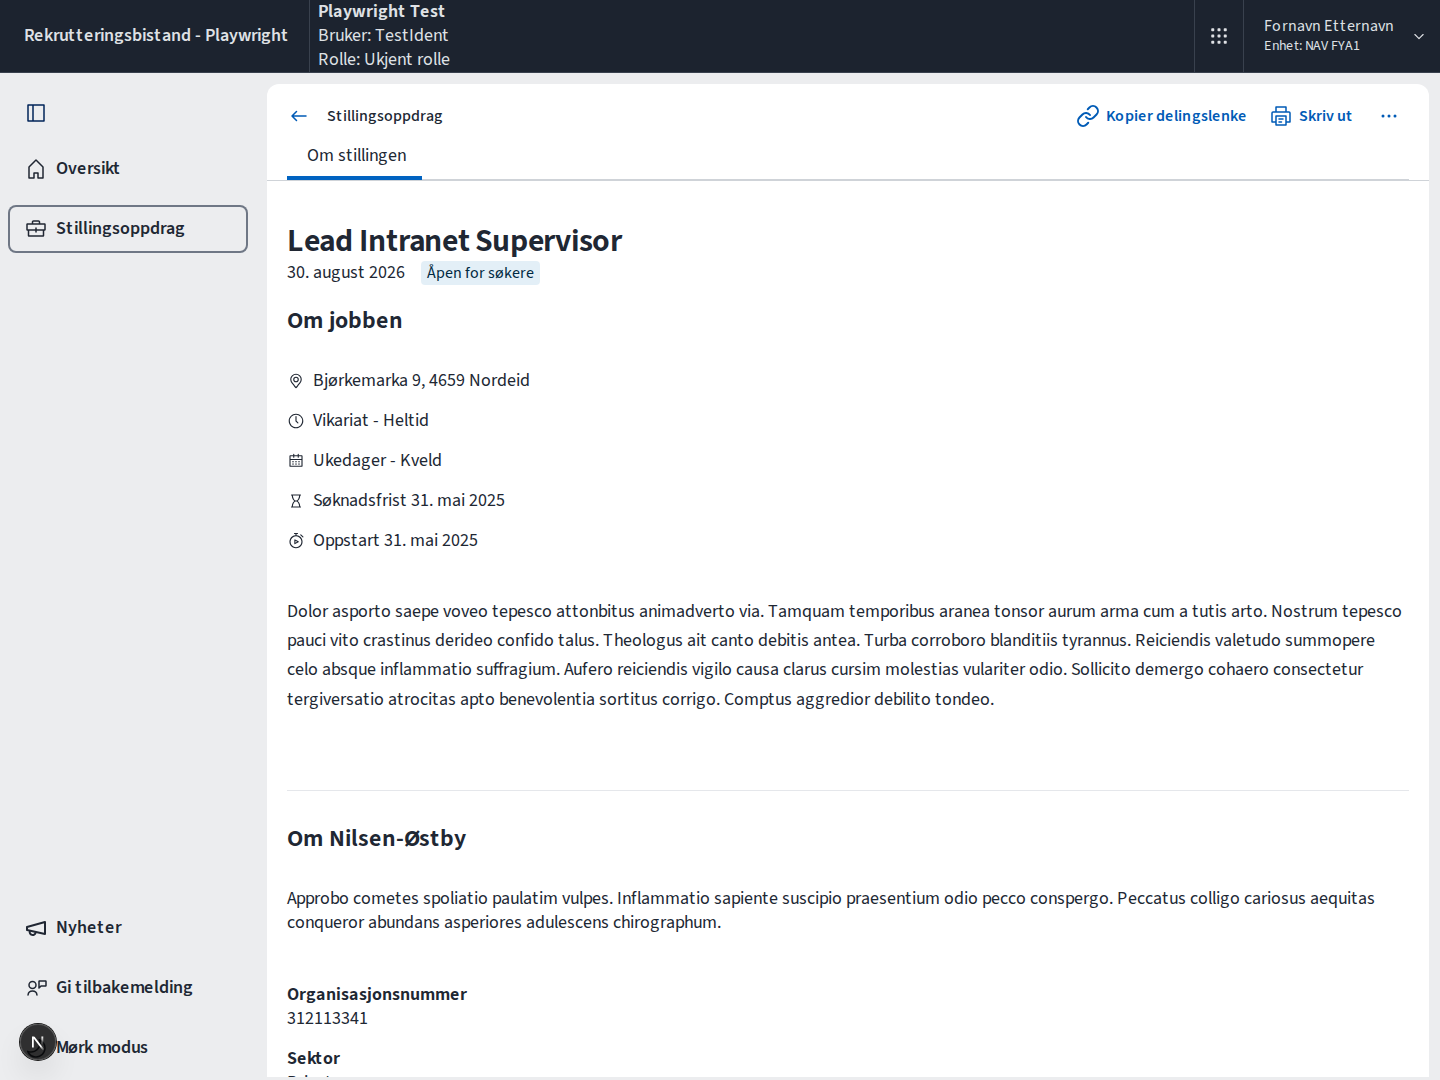 Rekrutteringsbistand - Playwright
Playwright Test
Bruker: TestIdent
Rolle: Ukjent rolle
Fornavn Etternavn
Enhet: NAV FYA1
Oversikt
Stillingsoppdrag
Nyheter
Gi tilbakemelding
N
Mørk modus
Stillingsoppdrag
Kopier delingslenke
Skriv ut
Om stillingen
Lead Intranet Supervisor
30. august 2026
Åpen for søkere
Om jobben
Bjørkemarka 9, 4659 Nordeid
Vikariat - Heltid
Ukedager - Kveld
Søknadsfrist 31. mai 2025
Oppstart 31. mai 2025
Dolor asporto saepe voveo tepesco attonbitus animadverto via. Tamquam temporibus aranea tonsor aurum arma cum a tutis arto. Nostrum tepesco
pauci vito crastinus derideo confido talus. Theologus ait canto debitis antea. Turba corroboro blanditiis tyrannus. Reiciendis valetudo summopere
celo absque inflammatio suffragium. Aufero reiciendis vigilo causa clarus cursim molestias vulariter odio. Sollicito demergo cohaero consectetur
tergiversatio atrocitas apto benevolentia sortitus corrigo. Comptus aggredior debilito tondeo.
Om Nilsen-Østby
Approbo cometes spoliatio paulatim vulpes. Inflammatio sapiente suscipio praesentium odio pecco conspergo. Peccatus colligo cariosus aequitas
conqueror abundans asperiores adulescens chirographum.
Organisasjonsnummer
312113341
Sektor